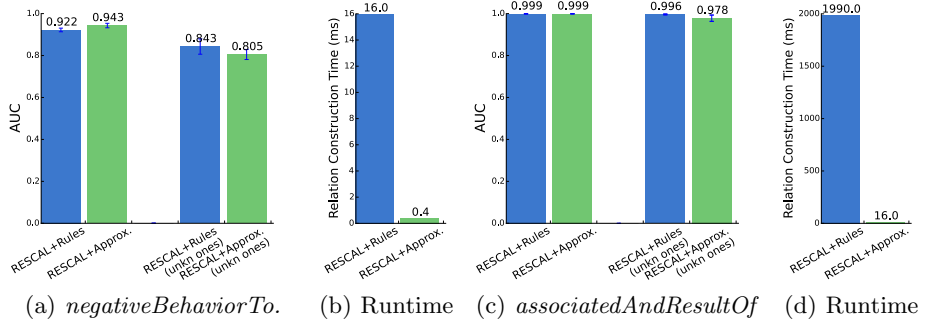 AUC
1.0
0.8
0.6
0.4
0.2
0.0
0.922
0.943
0.843
0.805
RESCAL+Rules
RESCAL+Approx.
RESCAL+Rules
(unkn ones)
RESCAL+Approx.
(unkn ones)
(a) negativeBehaviorTo.
Relation Construction Time (ms)
16
14
12
10
8
6
4
2
0
16.0
0.4
RESCAL+Rules
RESCAL+Approx.
(b) Runtime
AUC
1.0
0.8
0.6
0.4
0.2
0.0
0.999
0.999
0.996
0.978
RESCAL+Rules
RESCAL+Approx.
RESCAL+Rules
(unkn ones)
RESCAL+Approx.
(unkn ones)
(c) associatedAndResultOf
Relation Construction Time (ms)
2000
1500
1000
500
0
1990.0
16.0
RESCAL+Rules
RESCAL+Approx.
(d) Runtime